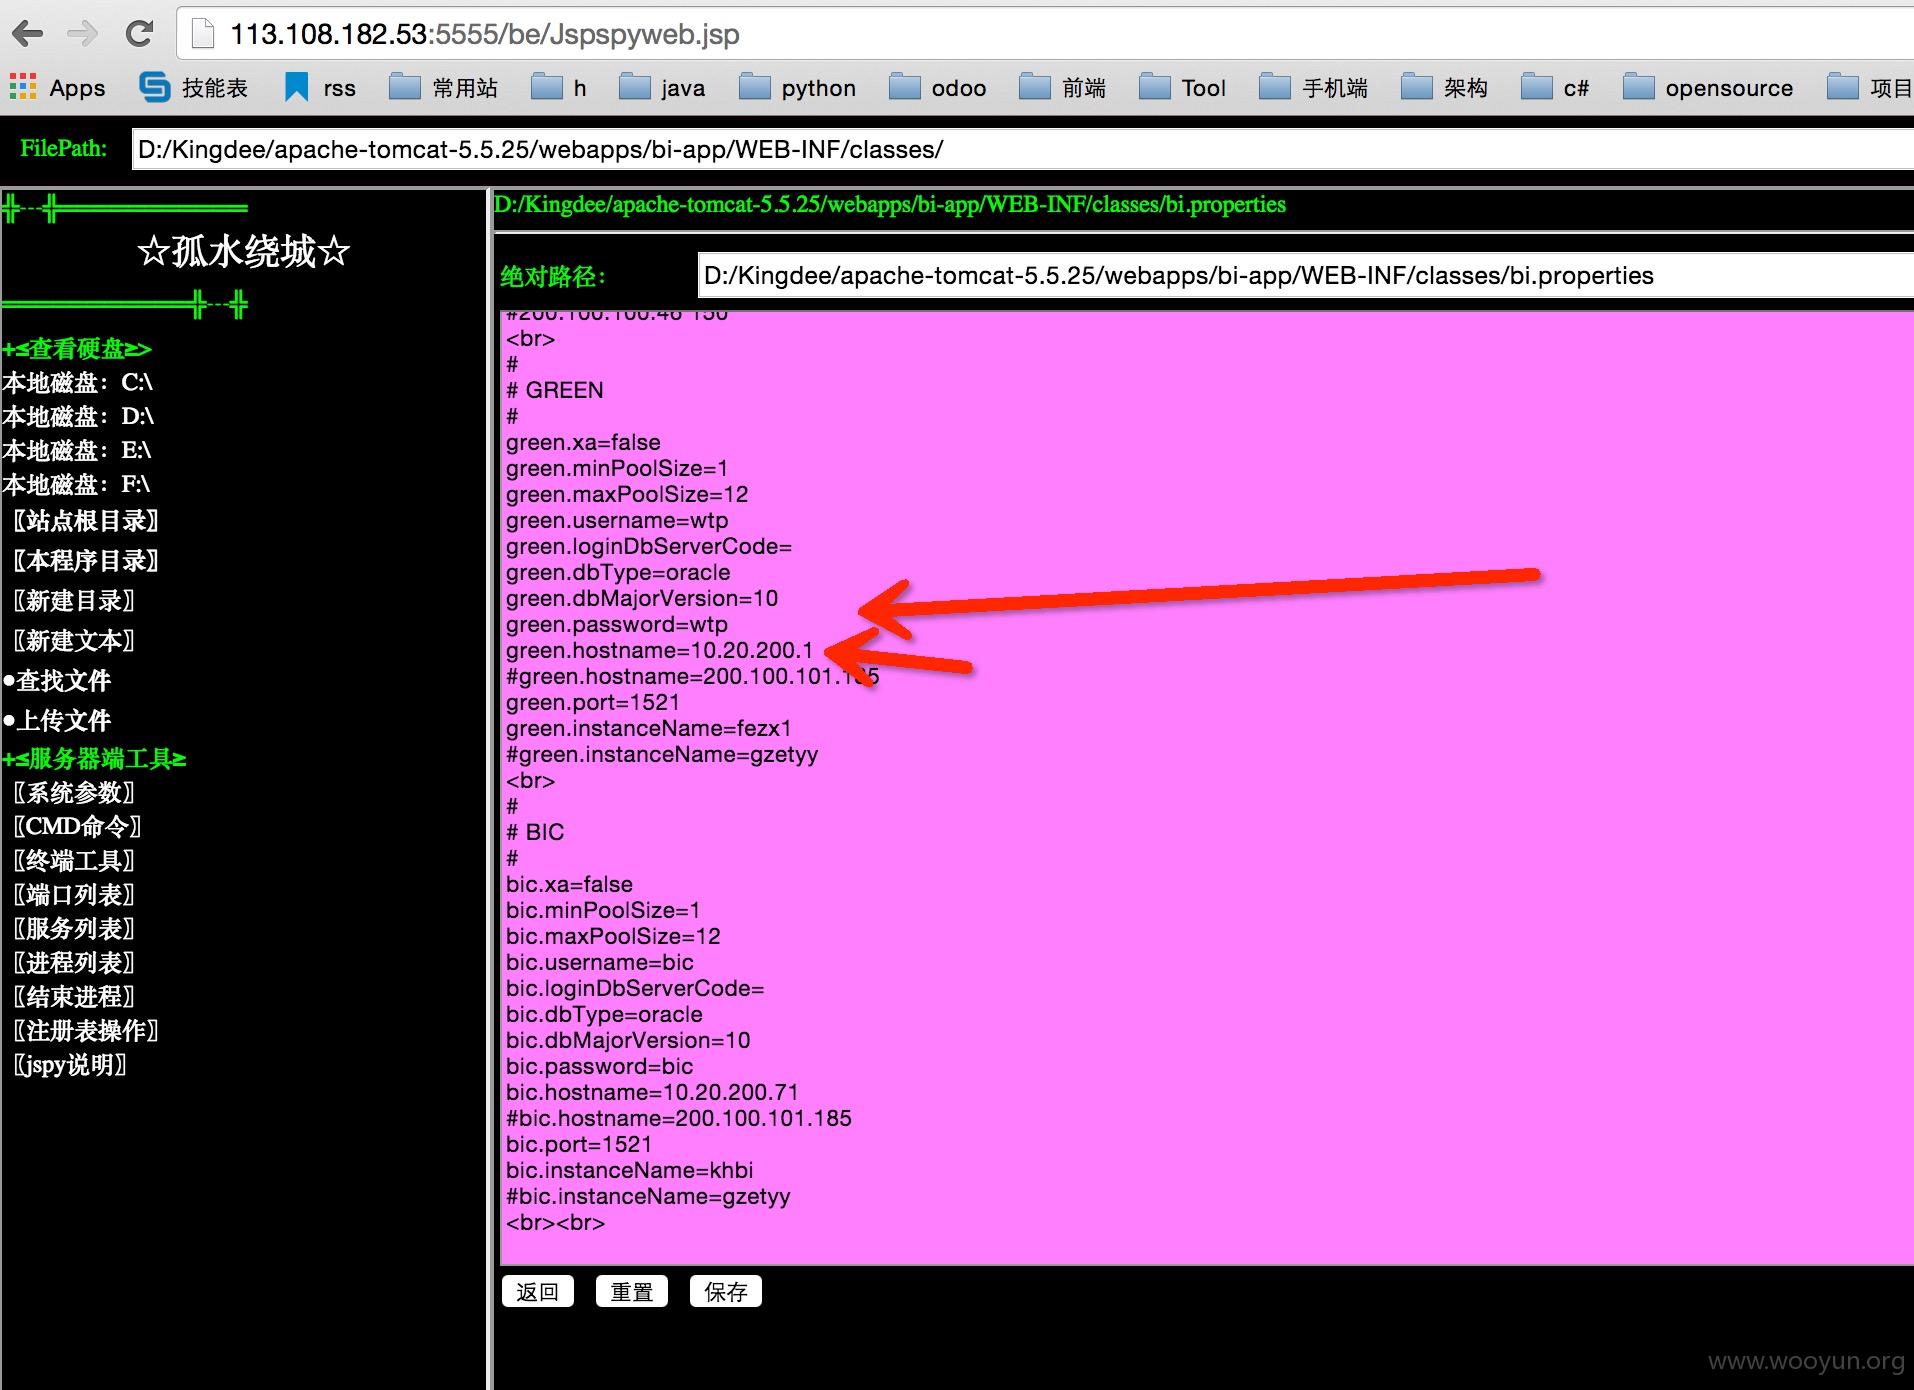 113.108.182.53:5555/be/Jspspyweb.jsp
Apps 技能表 rss 常用站 h java python odoo 前端 Tool 手机端 架构 c# opensource 项目
FilePath: D:/Kingdee/apache-tomcat-5.5.25/webapps/bi-app/WEB-INF/classes/
☆孤水绕城☆
+≤查看硬盘≥>
本地磁盘：C:\
本地磁盘：D:\
本地磁盘：E:\
本地磁盘：F:\
〖站点根目录〗
〖本程序目录〗
〖新建目录〗
〖新建文本〗
●查找文件
●上传文件
+≤服务器端工具≥
〖系统参数〗
〖CMD命令〗
〖终端工具〗
〖端口列表〗
〖服务列表〗
〖进程列表〗
〖结束进程〗
〖注册表操作〗
〖jspy说明〗
D:/Kingdee/apache-tomcat-5.5.25/webapps/bi-app/WEB-INF/classes/bi.properties
绝对路径： D:/Kingdee/apache-tomcat-5.5.25/webapps/bi-app/WEB-INF/classes/bi.properties
#200.100.100.46 150
<br>
#
# GREEN
#
green.xa=false
green.minPoolSize=1
green.maxPoolSize=12
green.username=wtp
green.loginDbServerCode=
green.dbType=oracle
green.dbMajorVersion=10
green.password=wtp
green.hostname=10.20.200.1
#green.hostname=200.100.101.185
green.port=1521
green.instanceName=fezx1
#green.instanceName=gzetyy
<br>
#
# BIC
#
bic.xa=false
bic.minPoolSize=1
bic.maxPoolSize=12
bic.username=bic
bic.loginDbServerCode=
bic.dbType=oracle
bic.dbMajorVersion=10
bic.password=bic
bic.hostname=10.20.200.71
#bic.hostname=200.100.101.185
bic.port=1521
bic.instanceName=khbi
#bic.instanceName=gzetyy
<br><br>
返回 重置 保存
www.wooyun.org